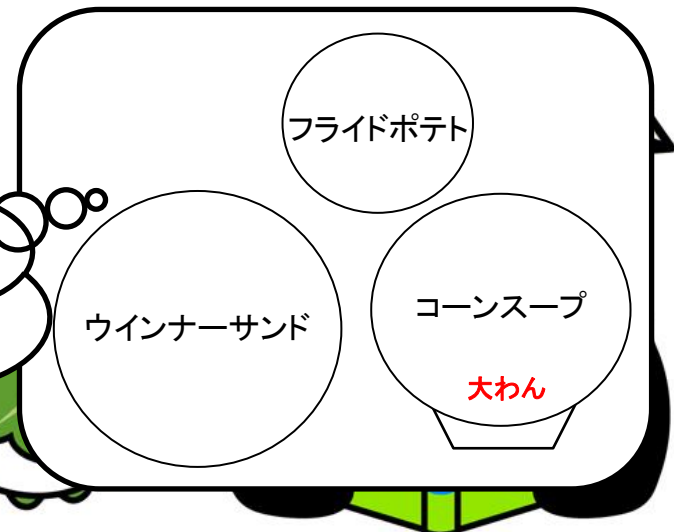 フライドポテト
ウインナーサンド
コーンスープ
大わん